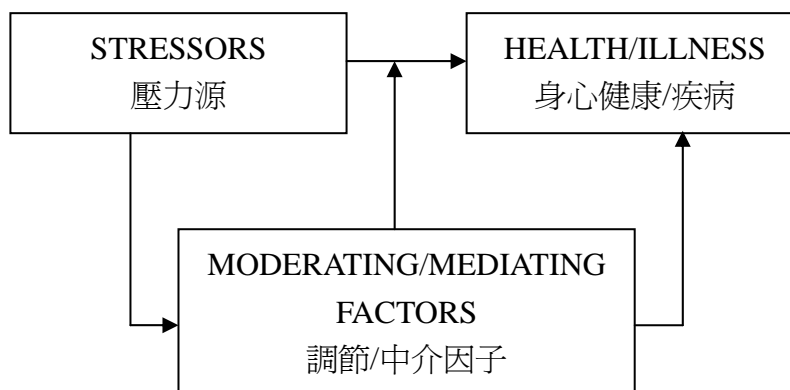 STRESSORS
壓力源
HEALTH/ILLNESS
身心健康/疾病
MODERATING/MEDIATING
FACTORS
調節/中介因子